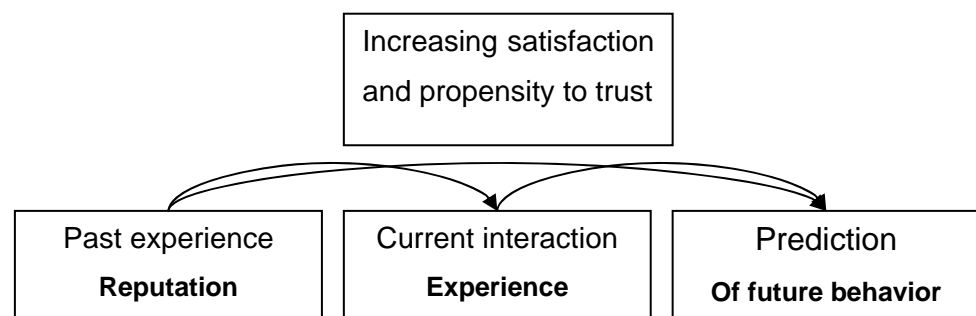 Increasing satisfaction
and propensity to trust
Past experience
Reputation
Current interaction
Experience
Prediction
Of future behavior